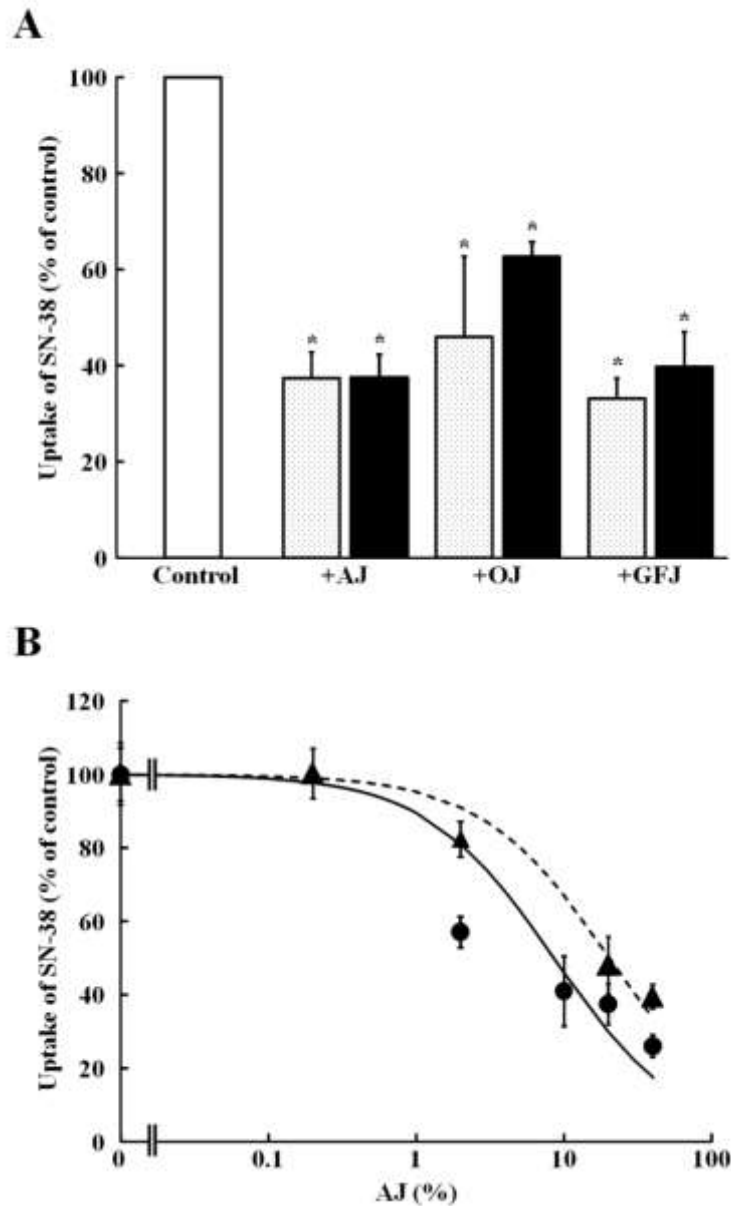 A
Uptake of SN-38 (% of control)
100
80
60
40
20
0
* * * * * *
Control +AJ +OJ +GFJ
B
Uptake of SN-38 (% of control)
120
100
80
60
40
20
0
0 0.1 1 10 100
AJ (%)